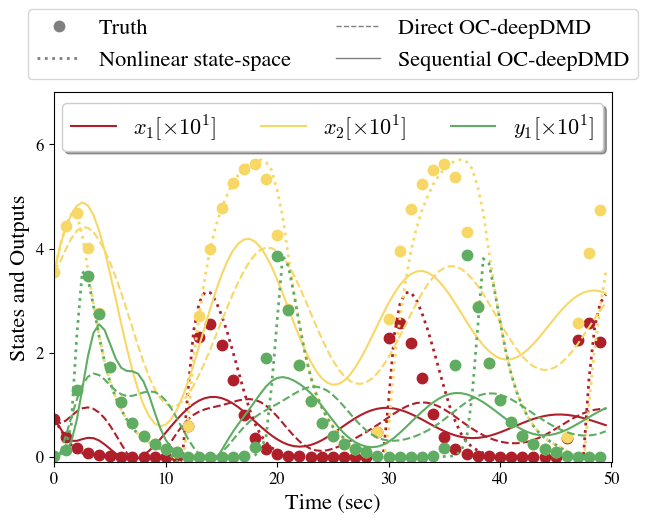 Truth
Nonlinear state-space
Direct OC-deepDMD
Sequential OC-deepDMD
x₁[×10¹]
x₂[×10¹]
y₁[×10¹]
States and Outputs
6
4
2
0
0 10 20 30 40 50
Time (sec)